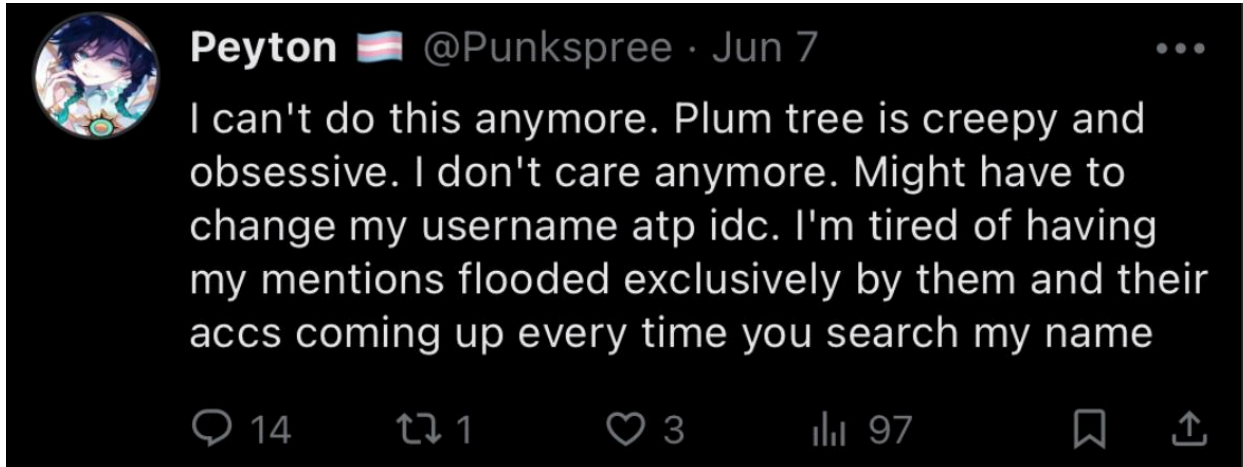 Peyton 🏳️‍⚧️ @Punkspree · Jun 7
I can't do this anymore. Plum tree is creepy and
obsessive. I don't care anymore. Might have to
change my username atp idc. I'm tired of having
my mentions flooded exclusively by them and their
accs coming up every time you search my name
14 1 3 97